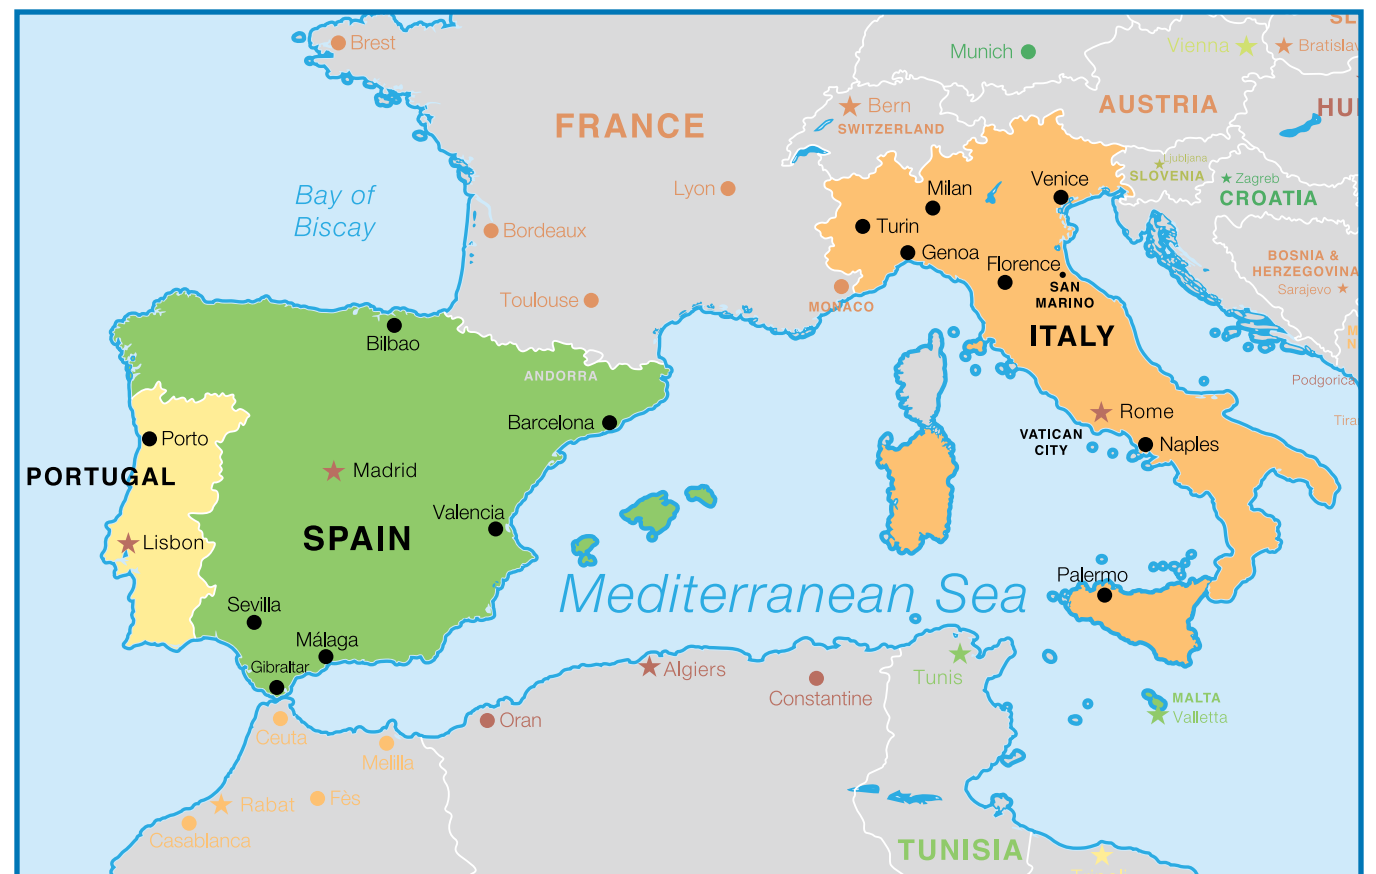 SL
Brest
Munich
Vienna
Bratislav
Bern
SWITZERLAND
AUSTRIA
HU
FRANCE
Ljubljana
SLOVENIA
Zagreb
CROATIA
Bay of
Biscay
Lyon
Milan
Venice
Turin
Bordeaux
Genoa
Florence
SAN
MARINO
BOSNIA &
HERZEGOVINA
Sarajevo
Toulouse
MONACO
ITALY
M
N
Bilbao
ANDORRA
Podgorica
Barcelona
Rome
Tira
VATICAN
CITY
Naples
Porto
PORTUGAL
Madrid
Valencia
SPAIN
Lisbon
Mediterranean Sea
Palermo
Sevilla
Málaga
Gibraltar
Algiers
Tunis
Constantine
MALTA
Valletta
Oran
Ceuta
Melilla
Rabat
Fès
Casablanca
TUNISIA